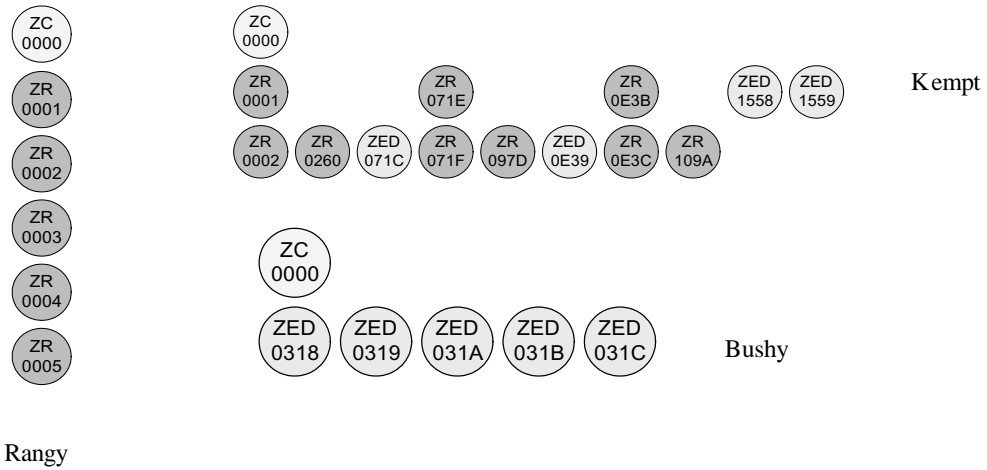 ZC
0000
ZR
0001
ZR
0002
ZR
0003
ZR
0004
ZR
0005
Rangy
ZC
0000
ZR
0001
ZR
071E
ZR
0E3B
ZED
1558
ZED
1559
ZR
0002
ZR
0260
ZED
071C
ZR
071F
ZR
097D
ZED
0E39
ZR
0E3C
ZR
109A
Kempt
ZC
0000
ZED
0318
ZED
0319
ZED
031A
ZED
031B
ZED
031C
Bushy